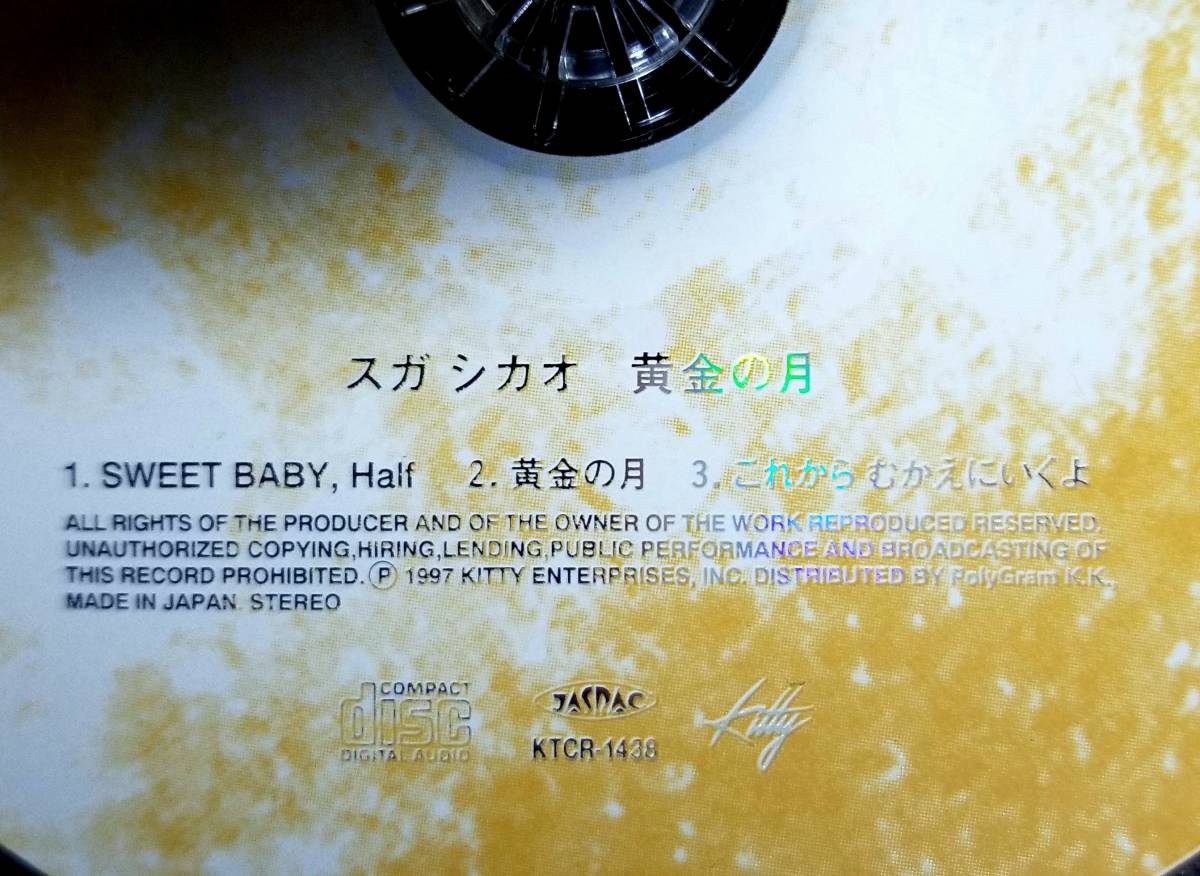 スガ シカオ 黄金の月
1. SWEET BABY, Half 2. 黄金の月 3. これから むかえにいくよ
ALL RIGHTS OF THE PRODUCER AND OF THE OWNER OF THE WORK REPRODUCED RESERVED.
UNAUTHORIZED COPYING,HIRING,LENDING,PUBLIC PERFORMANCE AND BROADCASTING OF
THIS RECORD PROHIBITED. Ⓟ 1997 KITTY ENTERPRISES, INC. DISTRIBUTED BY PolyGram K.K.,
MADE IN JAPAN. STEREO
COMPACT disc DIGITAL AUDIO
JASRAC
KTCR-1438
Kitty